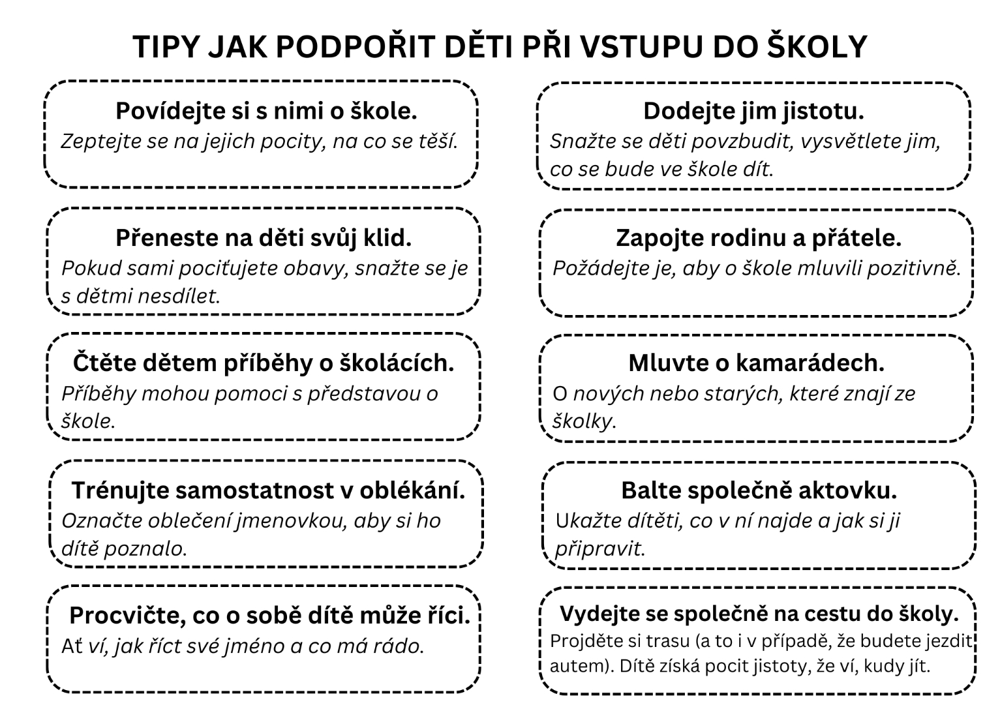 TIPY JAK PODPOŘIT DĚTI PŘI VSTUPU DO ŠKOLY
Povídejte si s nimi o škole.
Zeptejte se na jejich pocity, na co se těší.
Dodejte jim jistotu.
Snažte se děti povzbudit, vysvětlete jim,
co se bude ve škole dít.
Přeneste na děti svůj klid.
Pokud sami pociťujete obavy, snažte se je
s dětmi nesdílet.
Zapojte rodinu a přátele.
Požádejte je, aby o škole mluvili pozitivně.
Čtěte dětem příběhy o školácích.
Příběhy mohou pomoci s představou o
škole.
Mluvte o kamarádech.
O nových nebo starých, které znají ze
školky.
Trénujte samostatnost v oblékání.
Označte oblečení jmenovkou, aby si ho
dítě poznalo.
Balte společně aktovku.
Ukažte dítěti, co v ní najde a jak si ji
připravit.
Procvičte, co o sobě dítě může říci.
Ať ví, jak říct své jméno a co má rádo.
Vydejte se společně na cestu do školy.
Projděte si trasu (a to i v případě, že budete jezdit
autem). Dítě získá pocit jistoty, že ví, kudy jít.